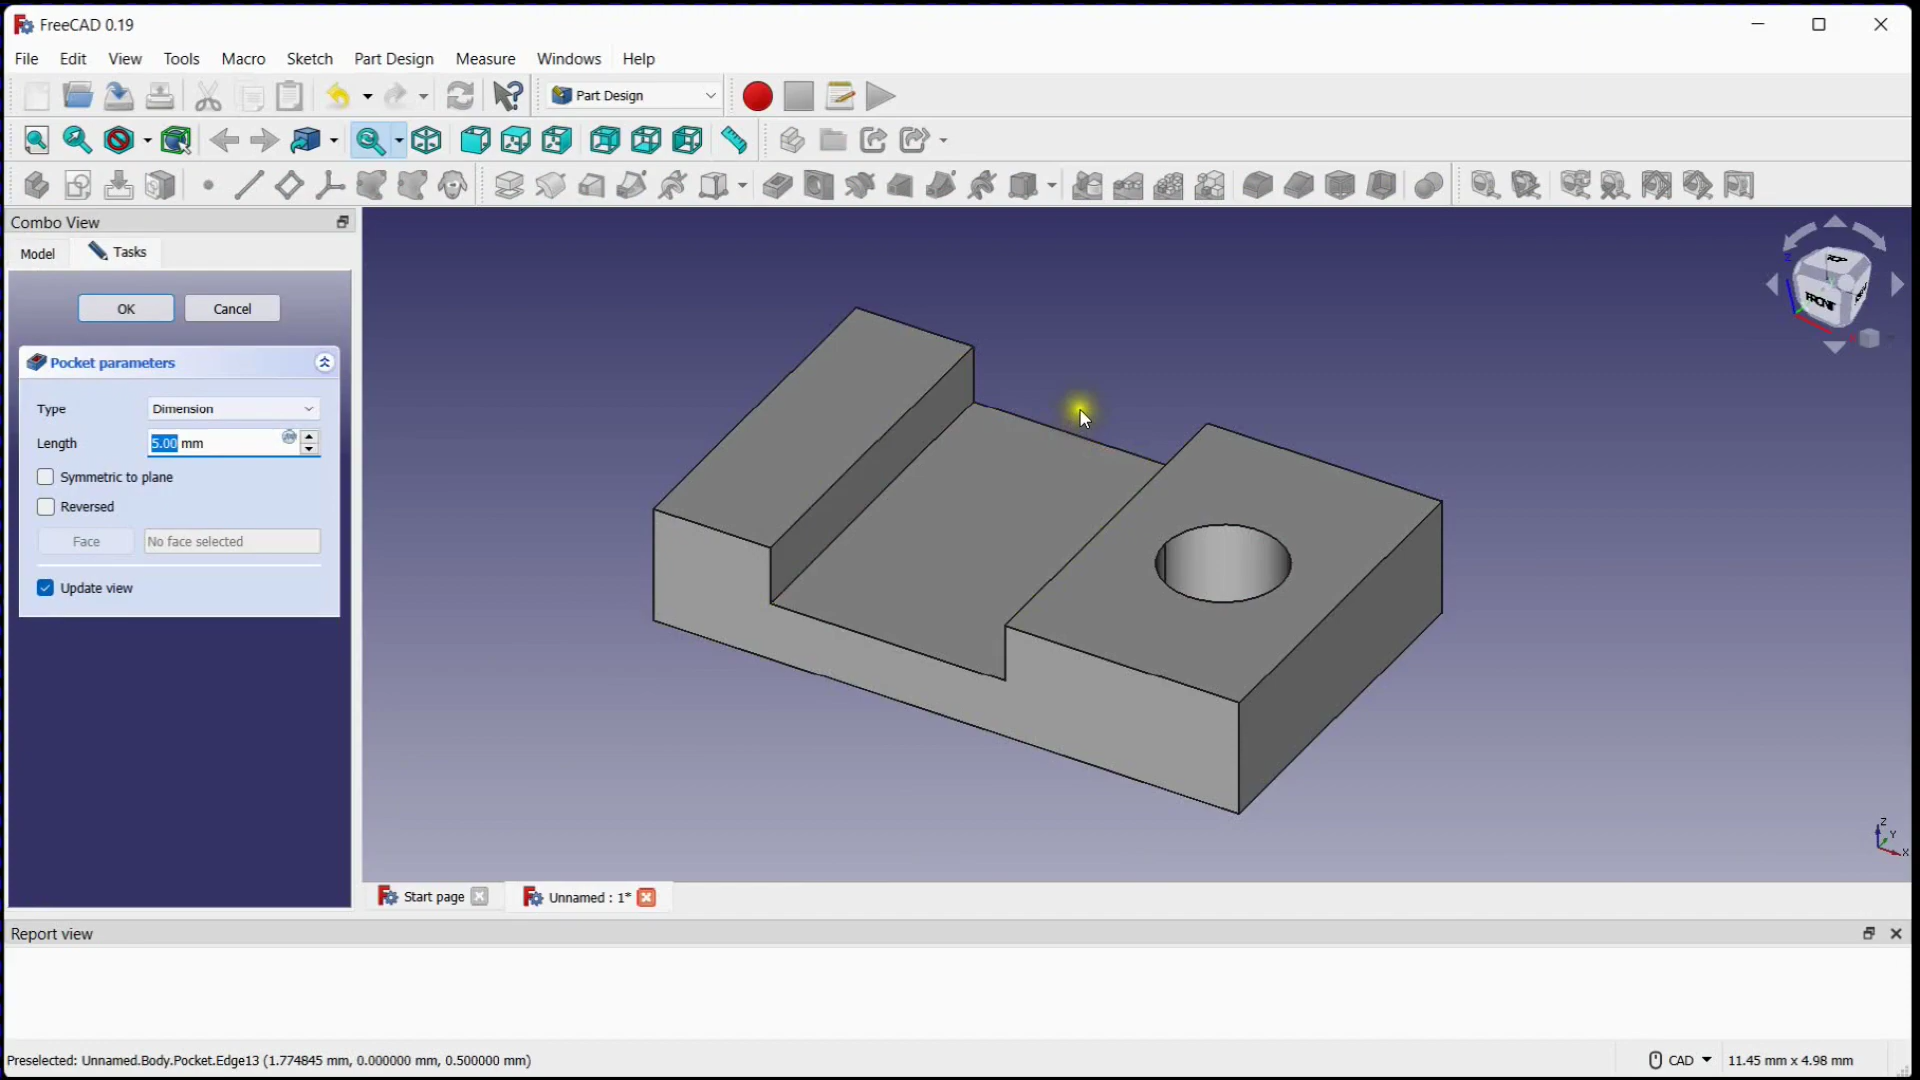 FreeCAD 0.19
File Edit View Tools Macro Sketch Part Design Measure Windows Help
Part Design
Combo View
Model Tasks
OK Cancel
Pocket parameters
Type Dimension
Length 5.00 mm
Symmetric to plane
Reversed
Face No face selected
Update view
TOP
FRONT
Z
Z
Y
X
Start page Unnamed : 1*
Report view
Preselected: Unnamed.Body.Pocket.Edge13 (1.774845 mm, 0.000000 mm, 0.500000 mm) CAD 11.45 mm x 4.98 mm